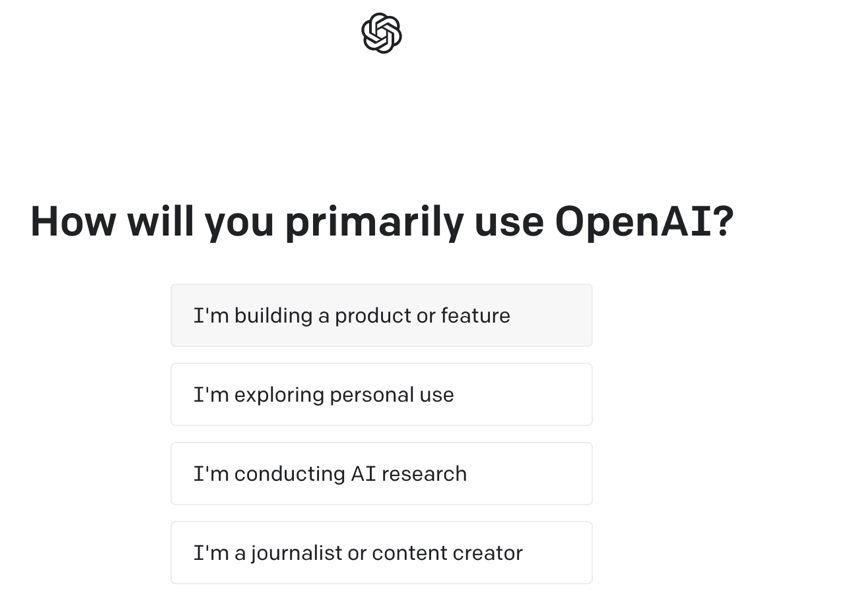 How will you primarily use OpenAI?
I'm building a product or feature
I'm exploring personal use
I'm conducting AI research
I'm a journalist or content creator